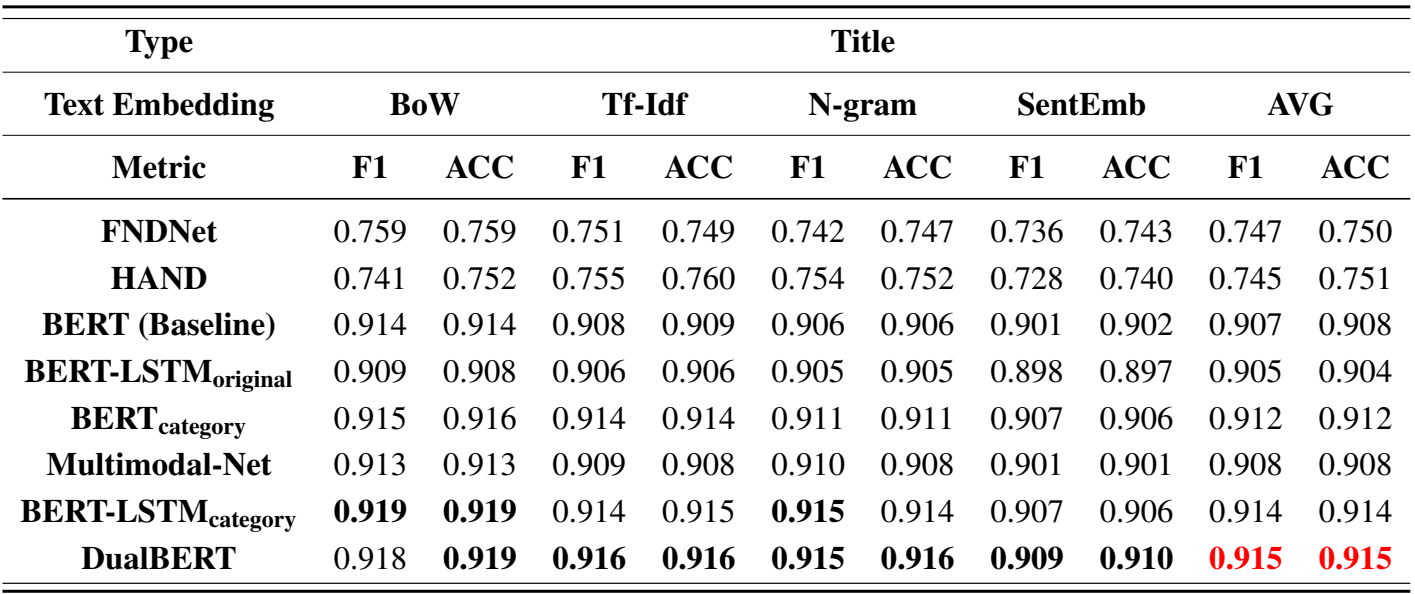 Type Title
Text Embedding BoW Tf-Idf N-gram SentEmb AVG
Metric F1 ACC F1 ACC F1 ACC F1 ACC F1 ACC
FNDNet 0.759 0.759 0.751 0.749 0.742 0.747 0.736 0.743 0.747 0.750
HAND 0.741 0.752 0.755 0.760 0.754 0.752 0.728 0.740 0.745 0.751
BERT (Baseline) 0.914 0.914 0.908 0.909 0.906 0.906 0.901 0.902 0.907 0.908
BERT-LSTMoriginal 0.909 0.908 0.906 0.906 0.905 0.905 0.898 0.897 0.905 0.904
BERTcategory 0.915 0.916 0.914 0.914 0.911 0.911 0.907 0.906 0.912 0.912
Multimodal-Net 0.913 0.913 0.909 0.908 0.910 0.908 0.901 0.901 0.908 0.908
BERT-LSTMcategory 0.919 0.919 0.914 0.915 0.915 0.914 0.907 0.906 0.914 0.914
DualBERT 0.918 0.919 0.916 0.916 0.915 0.916 0.909 0.910 0.915 0.915